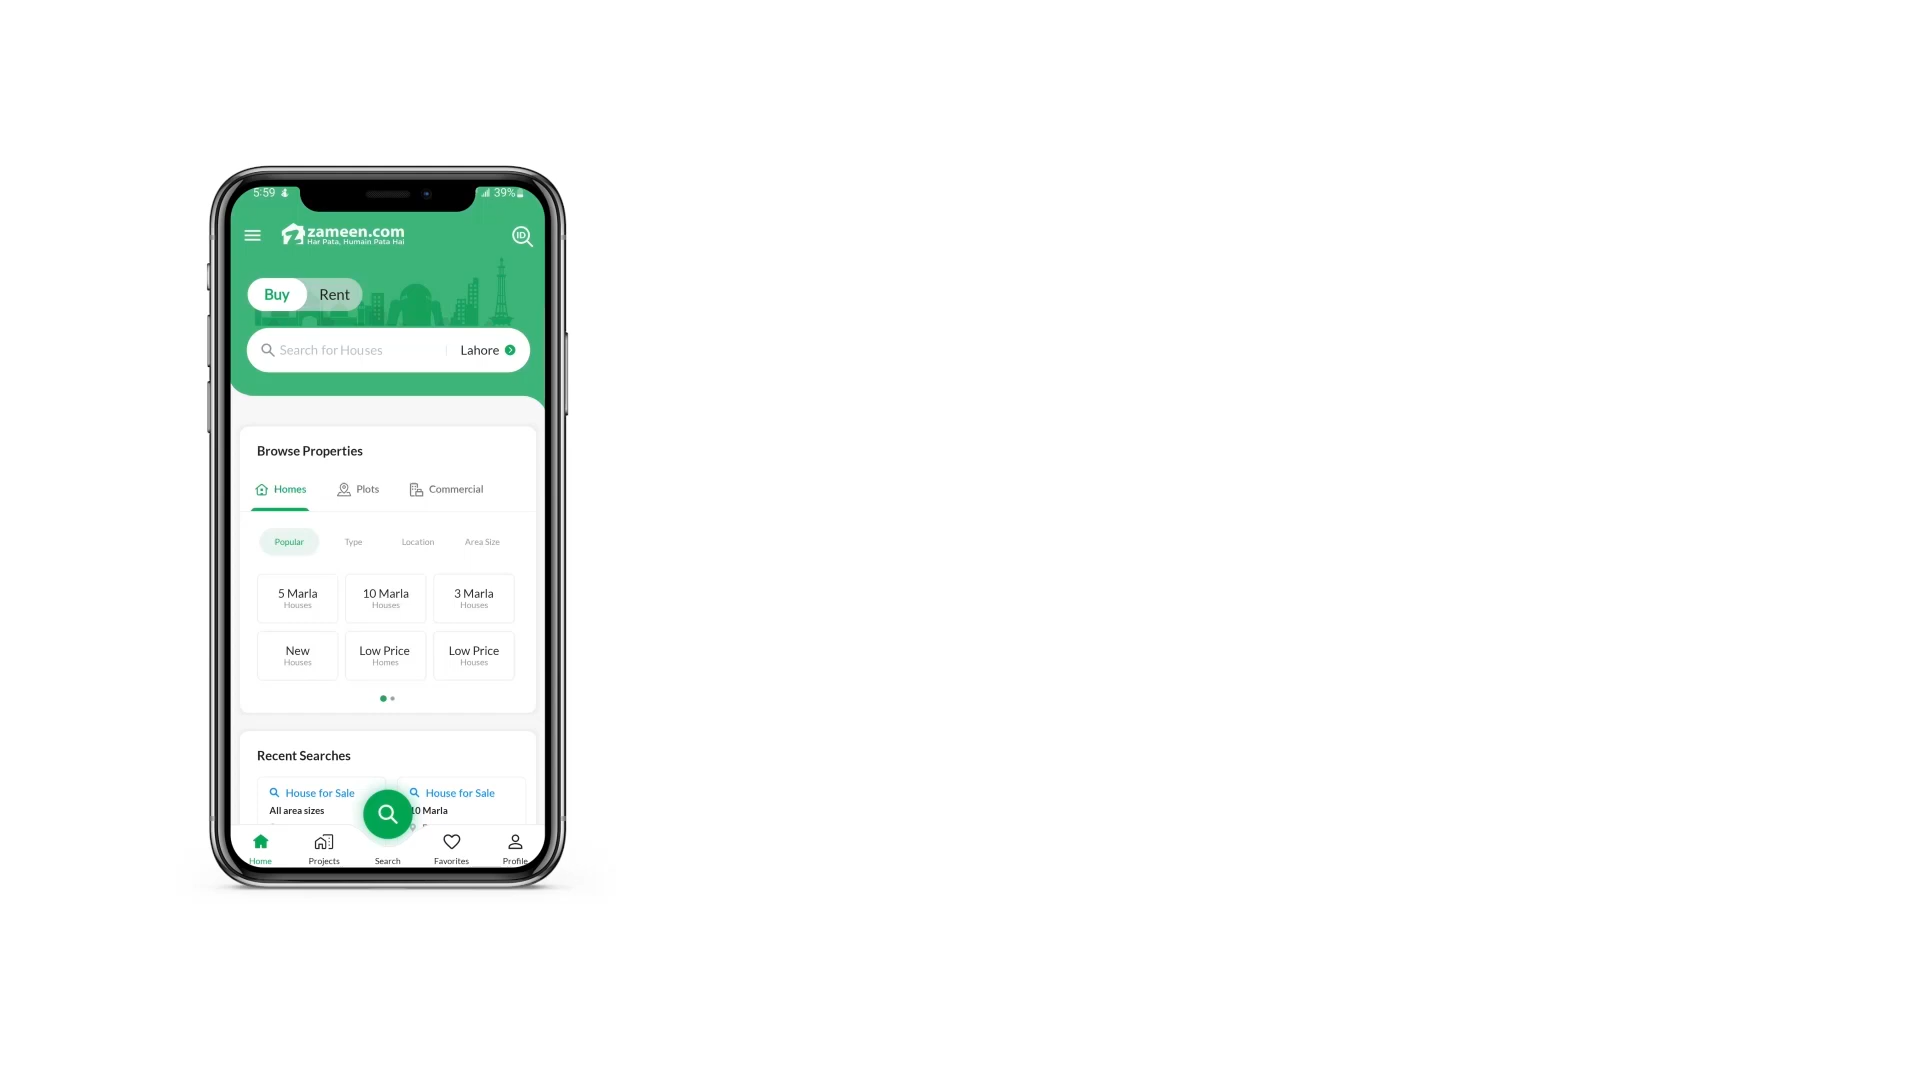 5:59
39%
zameen.com
Har Pata, Humain Pata Hai
ID
Buy Rent
Search for Houses Lahore
Browse Properties
Homes Plots Commercial
Popular Type Location Area Size
5 Marla 10 Marla 3 Marla
Houses Houses Houses
New Low Price Low Price
Houses Homes Houses
Recent Searches
House for Sale House for Sale
All area sizes 10 Marla
Home Projects Search Favorites Profile